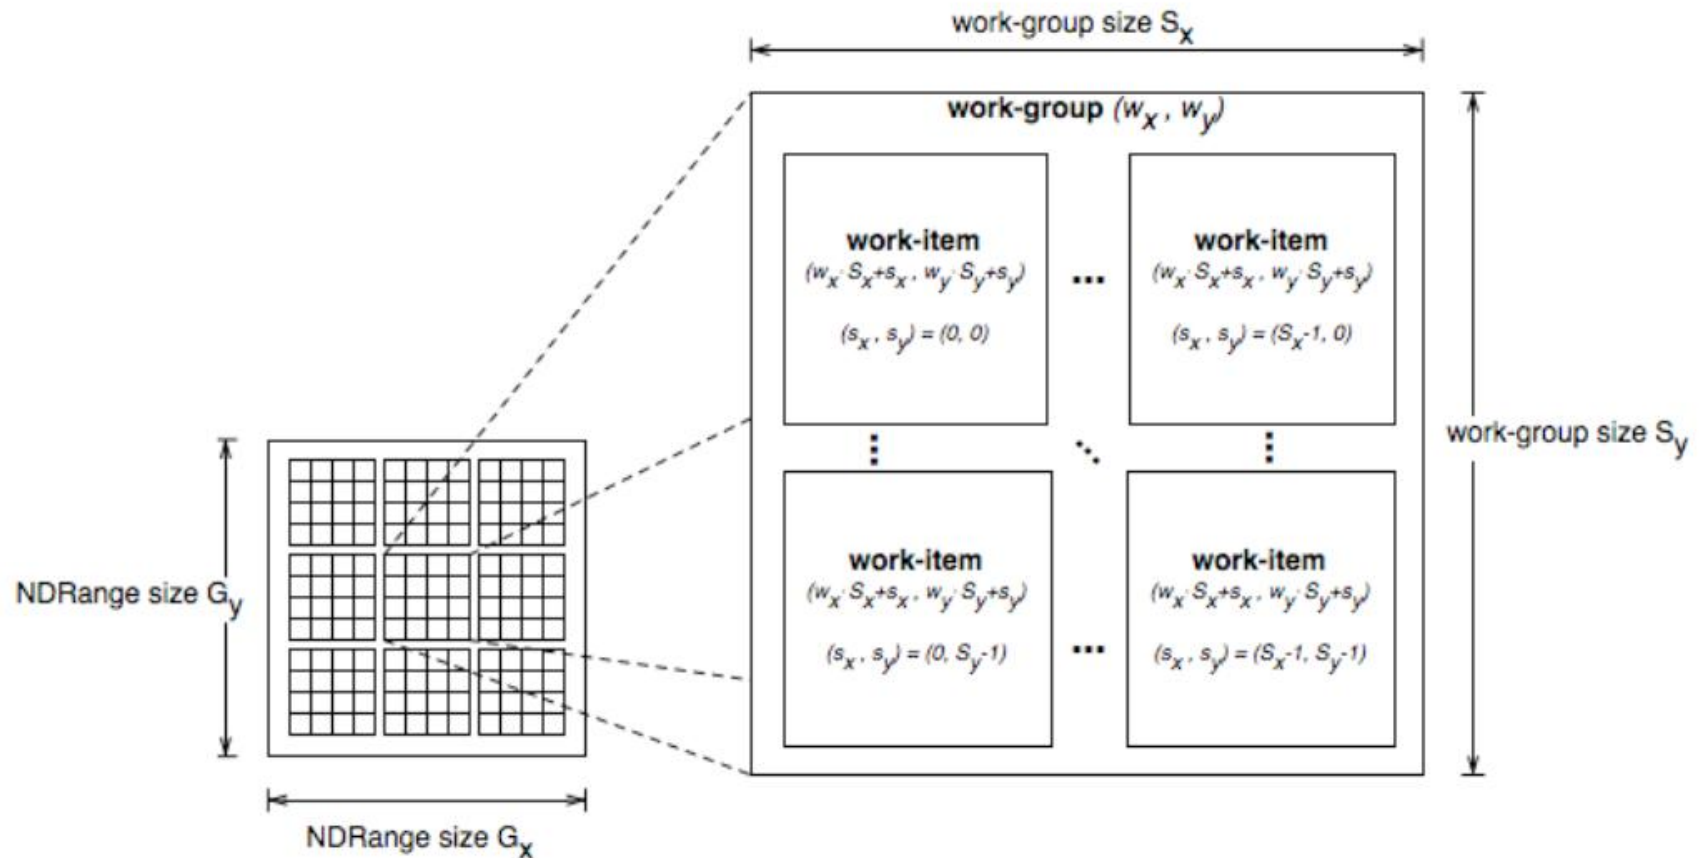 work-group size Sx
work-group (wx , wy)
work-item
(wx· Sx+sx , wy· Sy+sy)
(sx , sy) = (0, 0)
...
work-item
(wx· Sx+sx , wy· Sy+sy)
(sx , sy) = (Sx-1, 0)
work-group size Sy
work-item
(wx· Sx+sx , wy· Sy+sy)
(sx , sy) = (0, Sy-1)
...
work-item
(wx· Sx+sx , wy· Sy+sy)
(sx , sy) = (Sx-1, Sy-1)
NDRange size Gy
NDRange size Gx